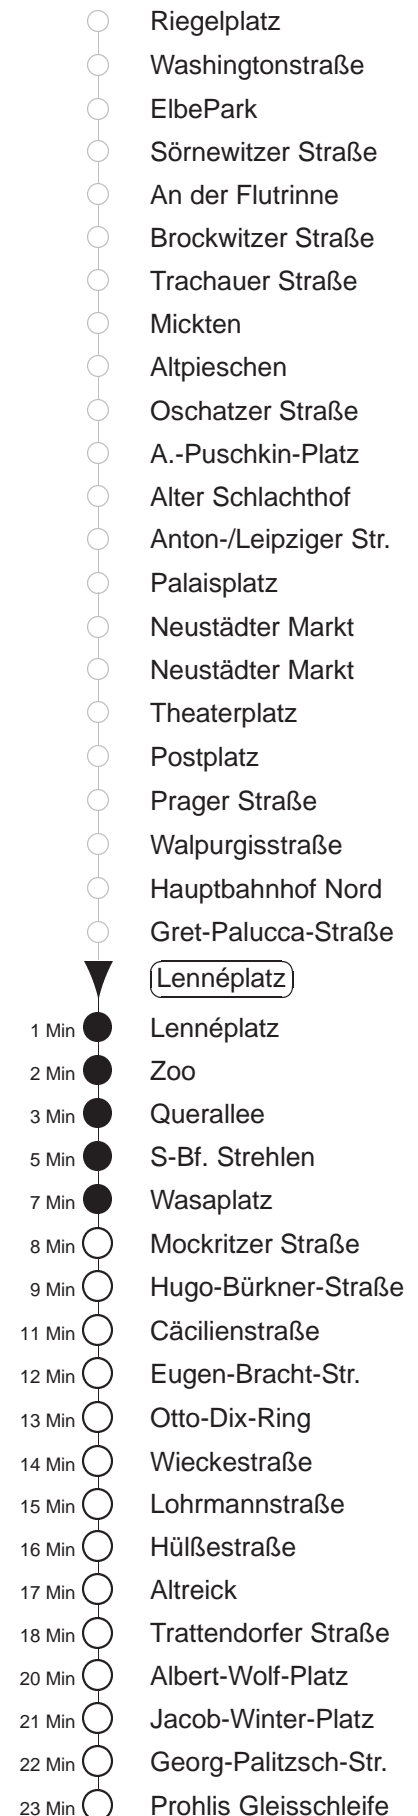 Riegelplatz
Washingtonstraße
ElbePark
Sörnewitzer Straße
An der Flutrinne
Brockwitzer Straße
Trachauer Straße
Mickten
Altpieschen
Oschatzer Straße
A.-Puschkin-Platz
Alter Schlachthof
Anton-/Leipziger Str.
Palaisplatz
Neustädter Markt
Neustädter Markt
Theaterplatz
Postplatz
Prager Straße
Walpurgisstraße
Hauptbahnhof Nord
Gret-Palucca-Straße
Lennéplatz
1 Min Lennéplatz
2 Min Zoo
3 Min Querallee
5 Min S-Bf. Strehlen
7 Min Wasaplatz
8 Min Mockritzer Straße
9 Min Hugo-Bürkner-Straße
11 Min Cäcilienstraße
12 Min Eugen-Bracht-Str.
13 Min Otto-Dix-Ring
14 Min Wieckestraße
15 Min Lohrmannstraße
16 Min Hülßestraße
17 Min Altreick
18 Min Trattendorfer Straße
20 Min Albert-Wolf-Platz
21 Min Jacob-Winter-Platz
22 Min Georg-Palitzsch-Str.
23 Min Prohlis Gleisschleife